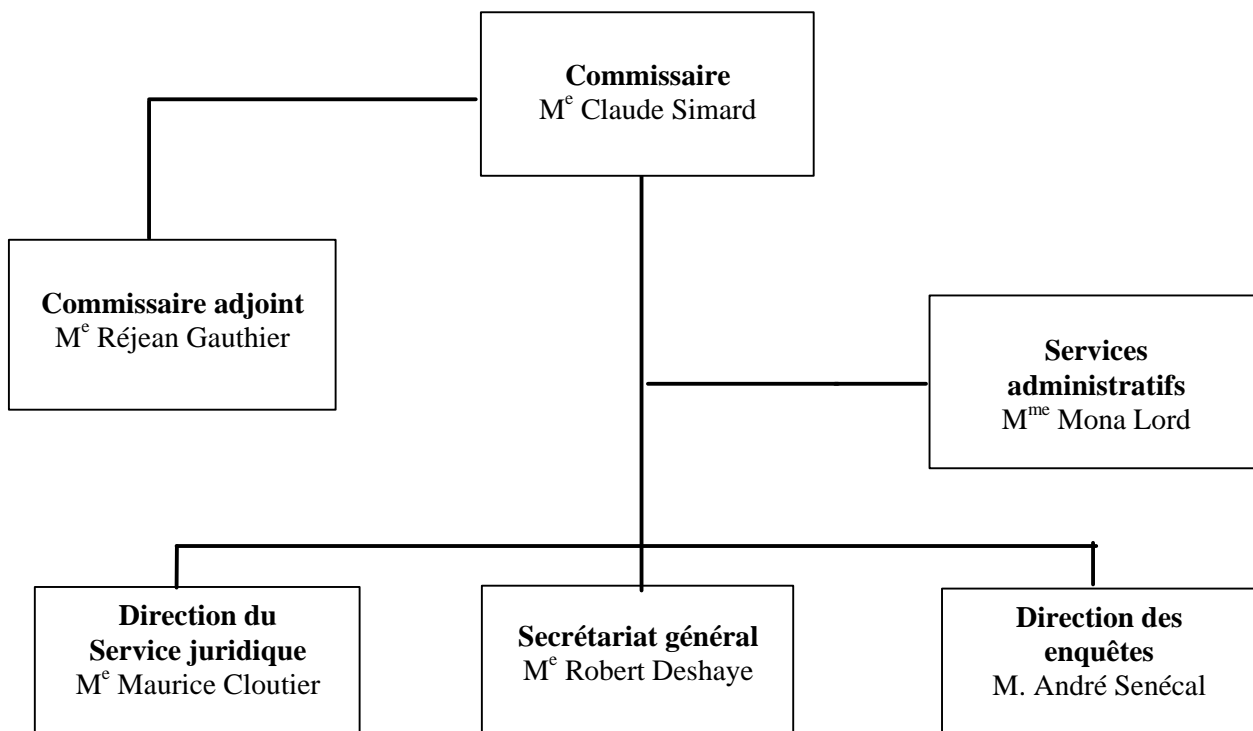 Commissaire
Me Claude Simard
Commissaire adjoint
Me Réjean Gauthier
Services
administratifs
Mme Mona Lord
Direction du
Service juridique
Me Maurice Cloutier
Secrétariat général
Me Robert Deshaye
Direction des
enquêtes
M. André Senécal